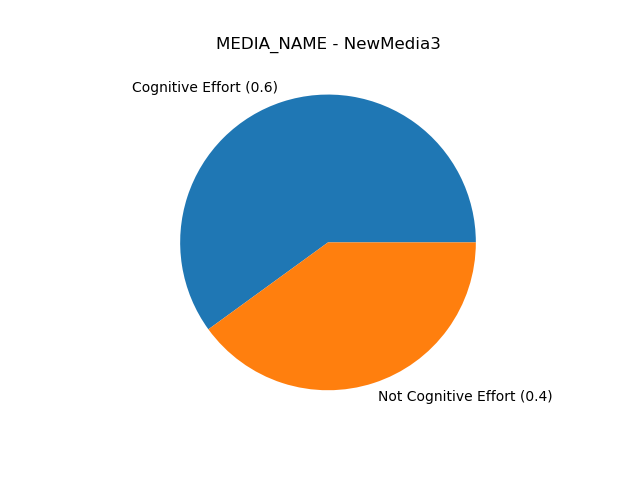 MEDIA_NAME - NewMedia3
Cognitive Effort (0.6)
Not Cognitive Effort (0.4)